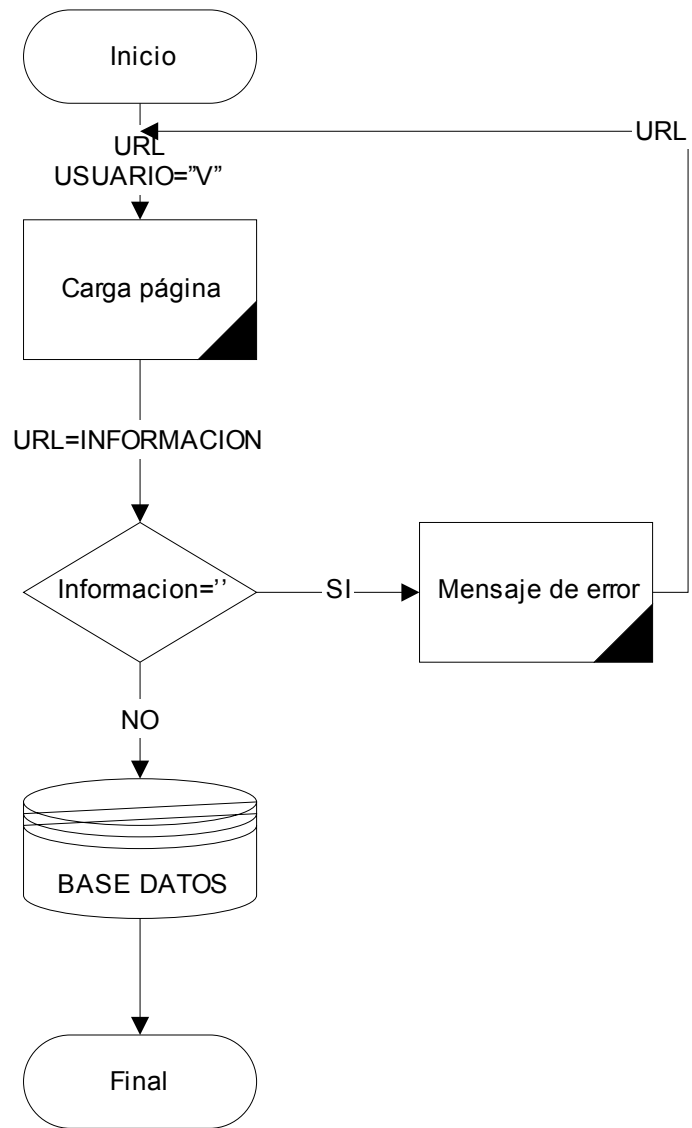 Inicio
URL
URL
USUARIO=”V”
Carga página
URL=INFORMACION
Informacion=’’
SI
Mensaje de error
NO
BASE DATOS
Final